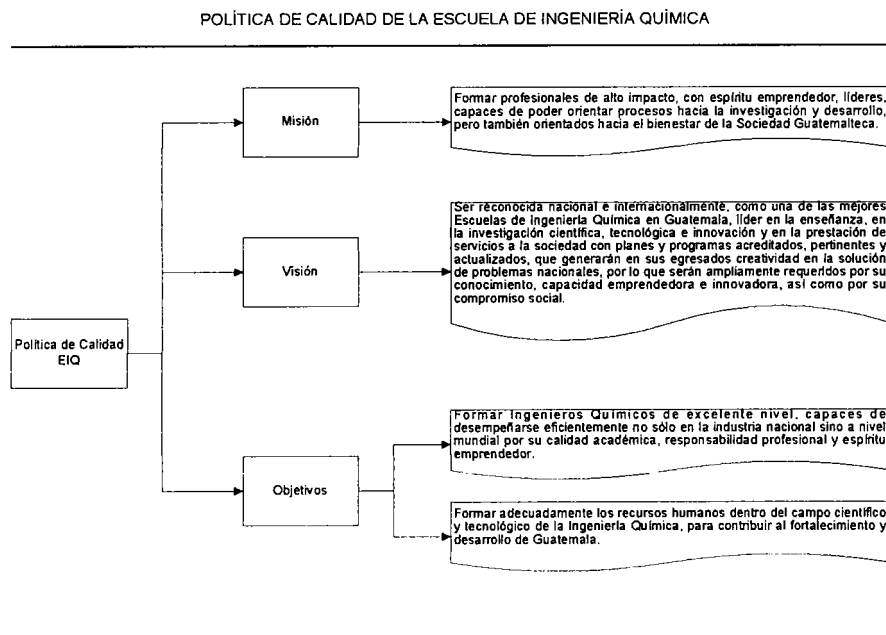 POLÍTICA DE CALIDAD DE LA ESCUELA DE INGENIERÍA QUÍMICA
Misión
Formar profesionales de alto impacto, con espíritu emprendedor, líderes,
capaces de poder orientar procesos hacia la investigación y desarrollo,
pero también orientados hacia el bienestar de la Sociedad Guatemalteca.
Visión
Ser reconocida nacional e internacionalmente, como una de las mejores
Escuelas de Ingeniería Química en Guatemala, líder en la enseñanza, en
la investigación científica, tecnológica e innovación y en la prestación de
servicios a la sociedad con planes y programas acreditados, pertinentes y
actualizados, que generarán en sus egresados creatividad en la solución
de problemas nacionales, por lo que serán ampliamente requeridos por su
conocimiento, capacidad emprendedora e innovadora, así como por su
compromiso social.
Política de Calidad
EIQ
Objetivos
Formar Ingenieros Químicos de excelente nivel, capaces de
desempeñarse eficientemente no sólo en la industria nacional sino a nivel
mundial por su calidad académica, responsabilidad profesional y espíritu
emprendedor.
Formar adecuadamente los recursos humanos dentro del campo científico
y tecnológico de la Ingeniería Química, para contribuir al fortalecimiento y
desarrollo de Guatemala.